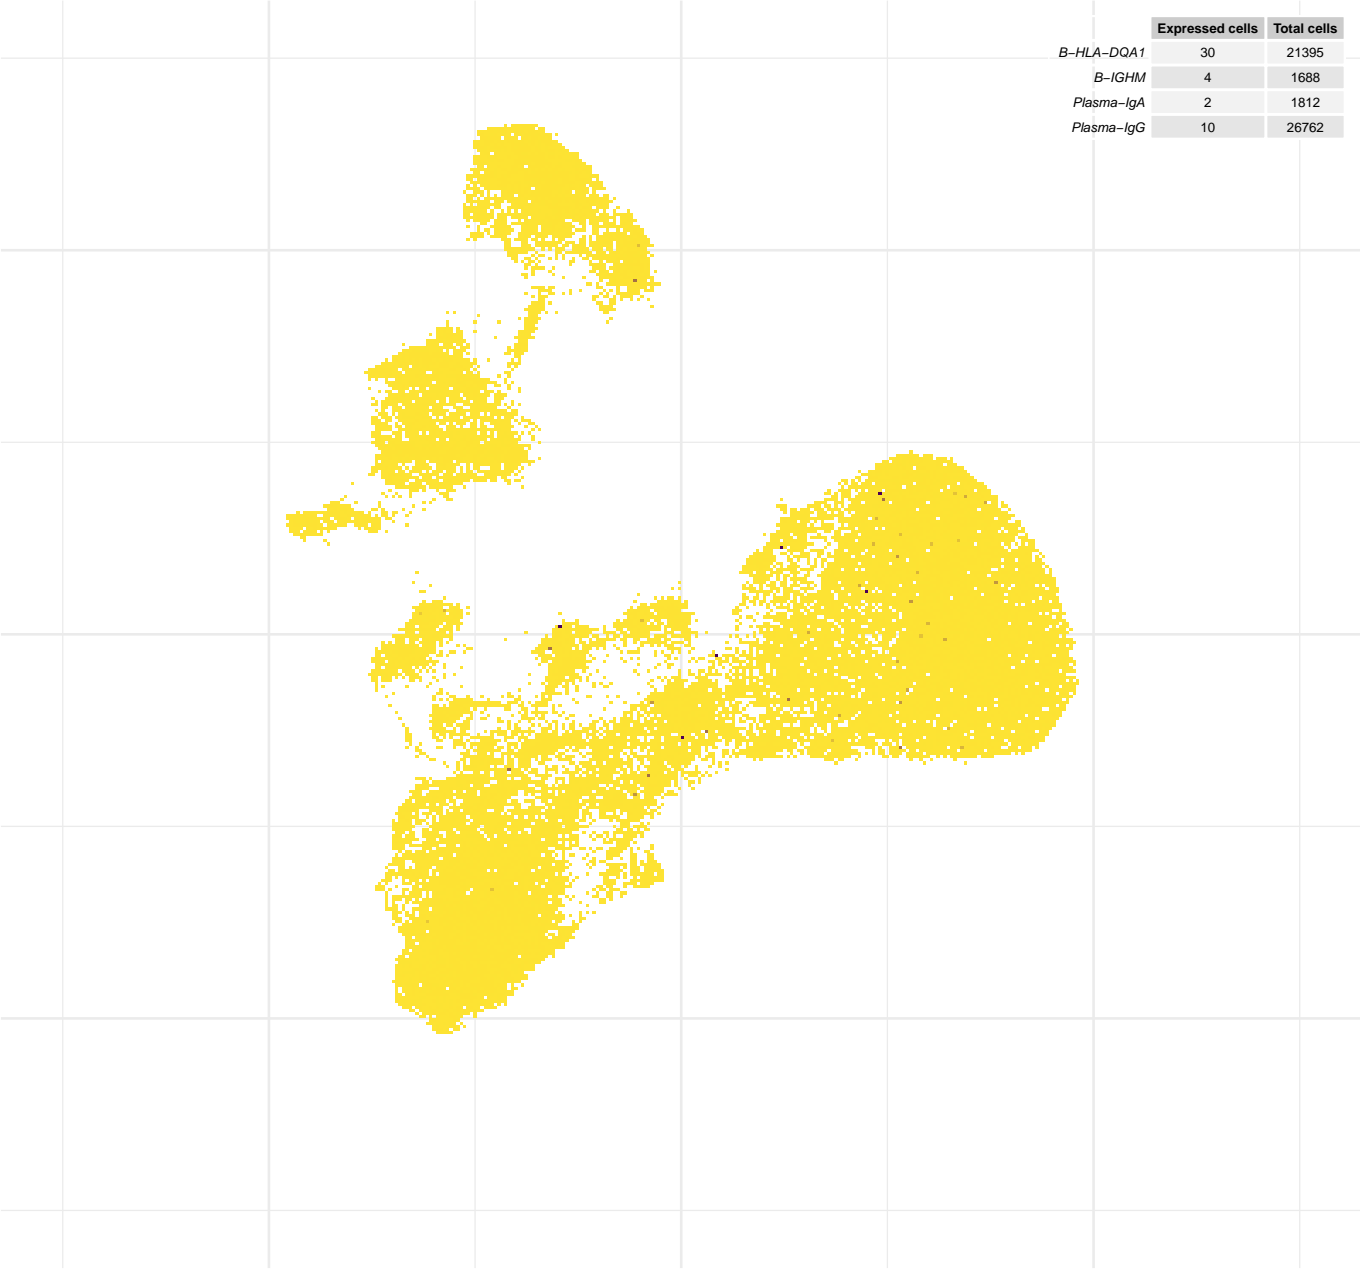 Expressed cells Total cells
B−HLA−DQA1 30 21395
B−IGHM 4 1688
Plasma−IgA 2 1812
Plasma−IgG 10 26762